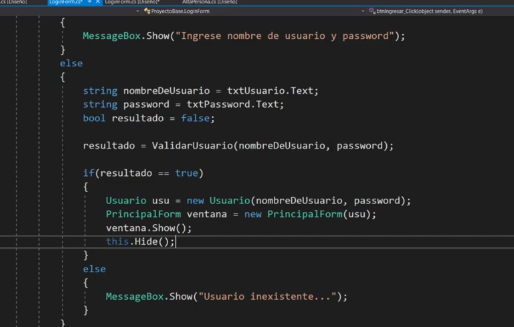 .cs [Diseño] LoginForm.cs* LoginForm.cs [Diseño]* AltaPersona.cs [Diseño]
ProyectoBase.LoginForm btnIngresar_Click(object sender, EventArgs e)
{
MessageBox.Show("Ingrese nombre de usuario y password");
}
else
{
string nombreDeUsuario = txtUsuario.Text;
string password = txtPassword.Text;
bool resultado = false;
resultado = ValidarUsuario(nombreDeUsuario, password);
if(resultado == true)
{
Usuario usu = new Usuario(nombreDeUsuario, password);
PrincipalForm ventana = new PrincipalForm(usu);
ventana.Show();
this.Hide();
}
else
{
MessageBox.Show("Usuario inexistente...");
}
}